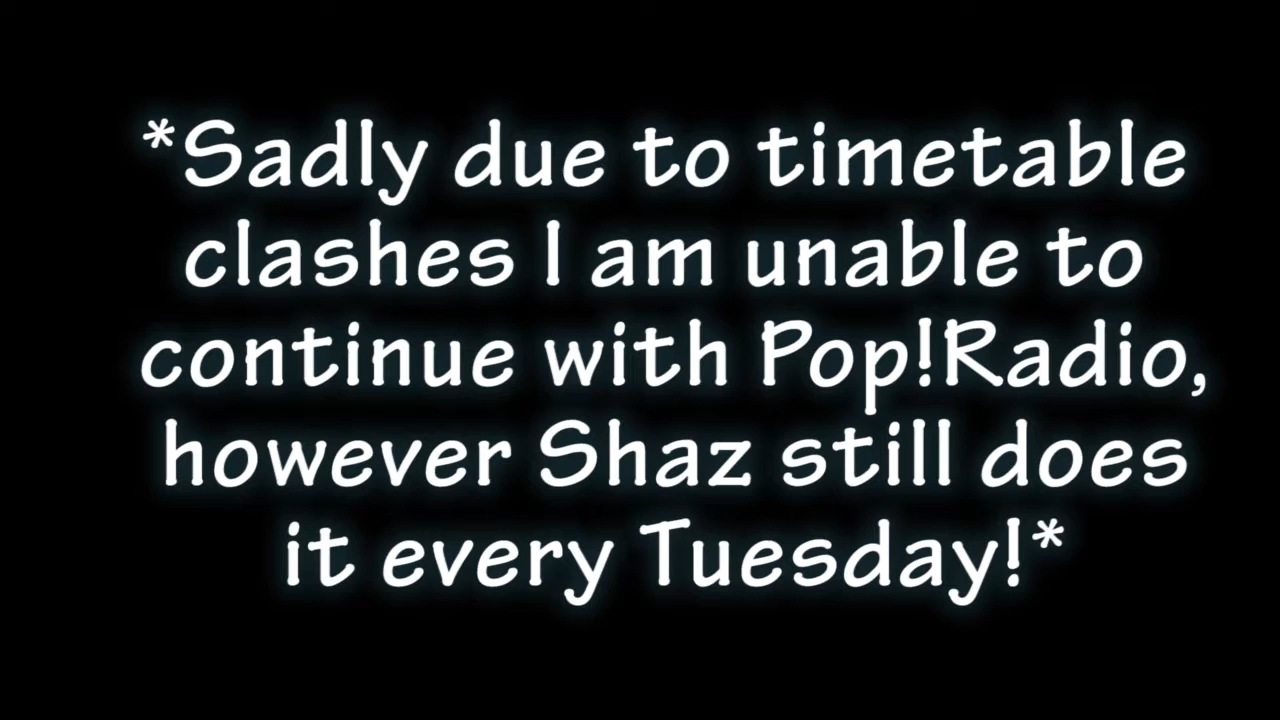 *Sadly due to timetable
clashes I am unable to
continue with Pop!Radio,
however Shaz still does
it every Tuesday!*